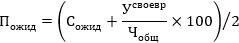 П_ожид = (С_ожид + У^своевр / Ч_общ × 100) / 2